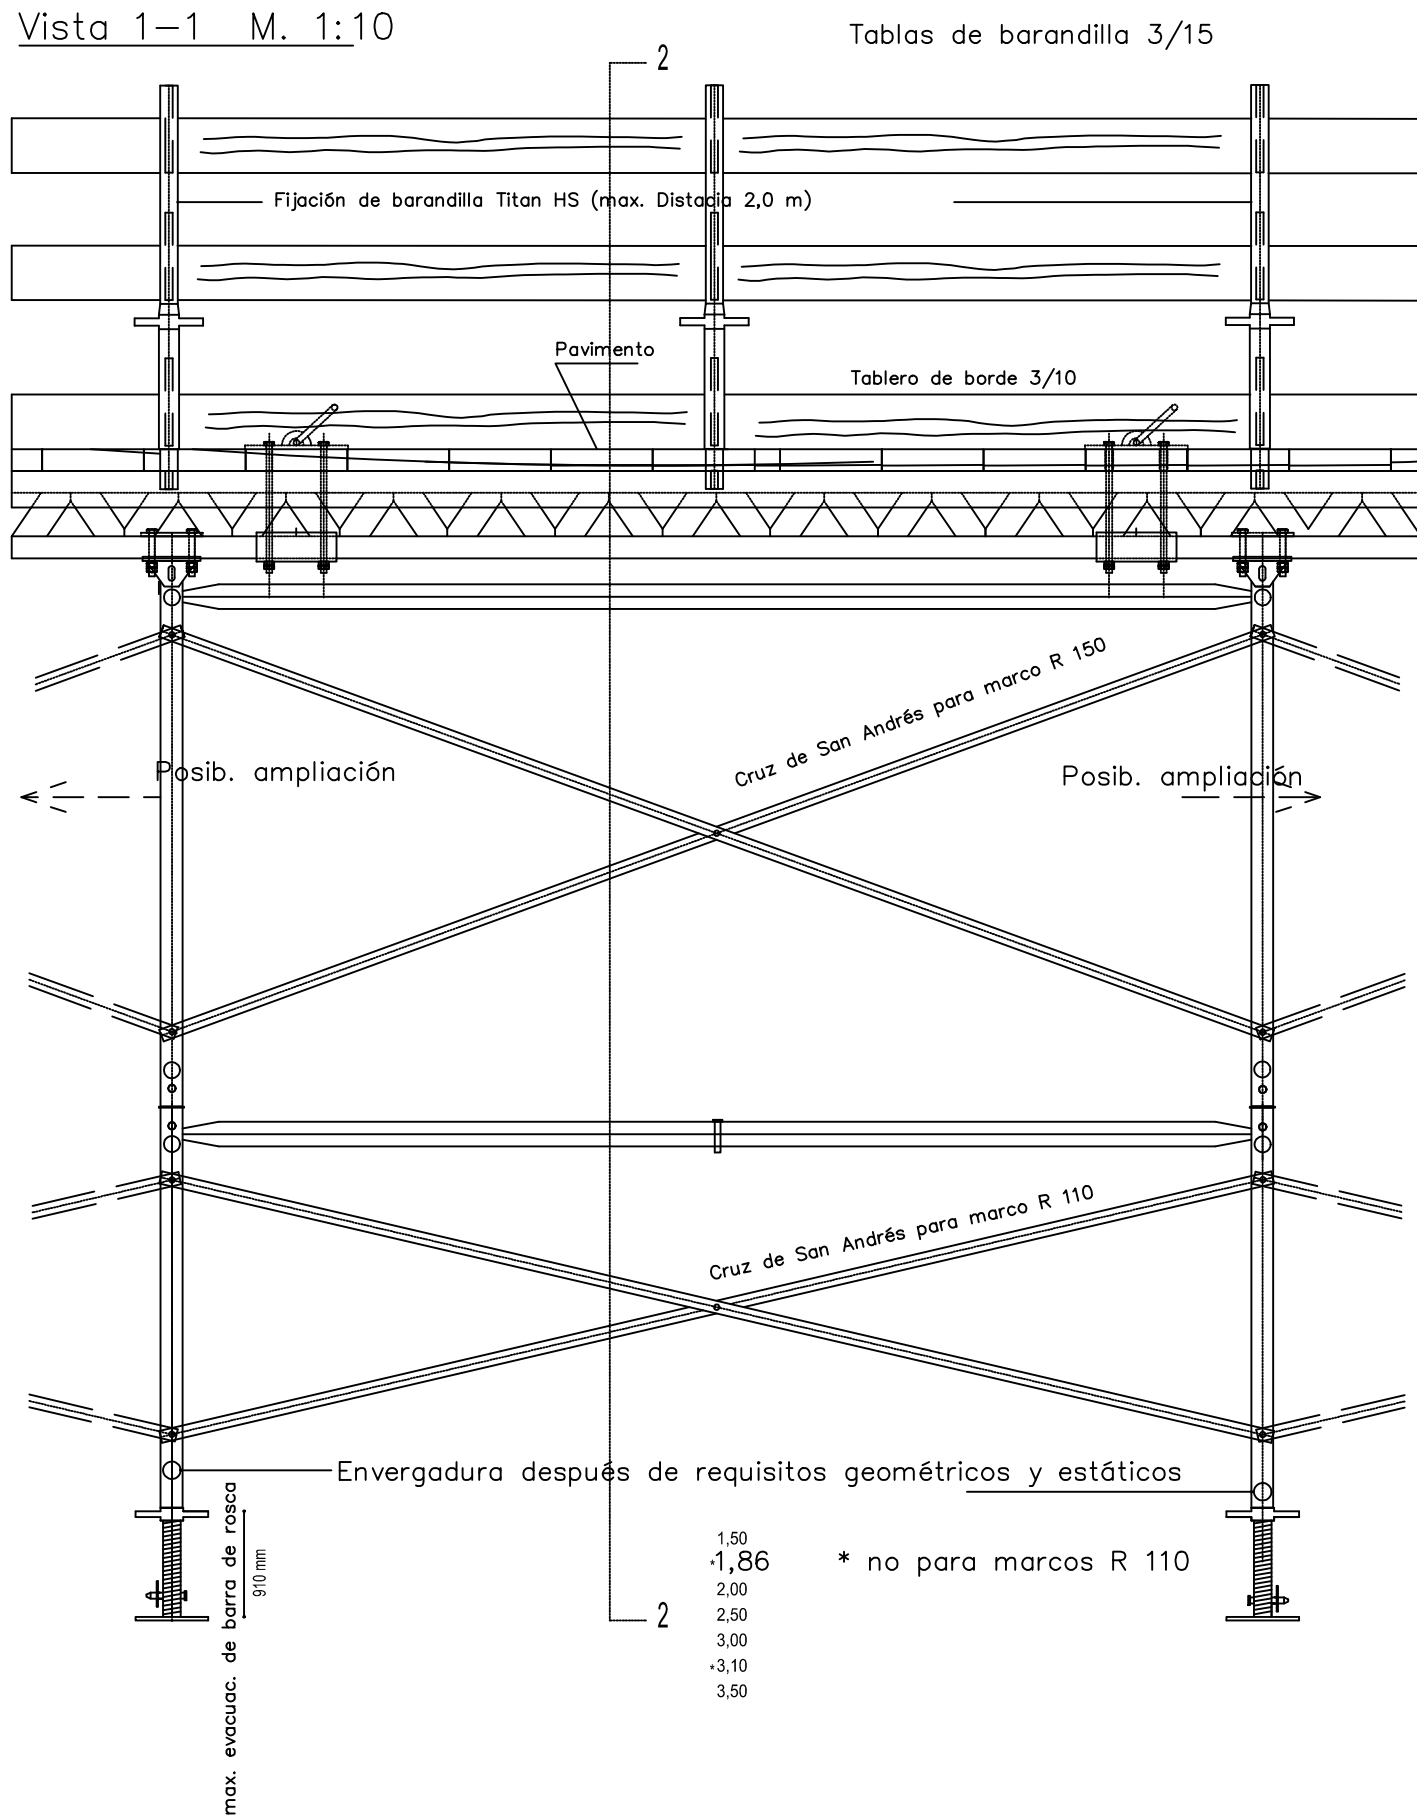 Vista 1-1 M. 1:10
Tablas de barandilla 3/15
2
Fijación de barandilla Titan HS (max. Distacia 2,0 m)
Pavimento
Tablero de borde 3/10
Cruz de San Andrés para marco R 150
Posib. ampliación
Posib. ampliación
Cruz de San Andrés para marco R 110
Envergadura después de requisitos geométricos y estáticos
max. evacuac. de barra de rosca
910 mm
1,50
*1,86
* no para marcos R 110
2,00
2,50
3,00
*3,10
3,50
2